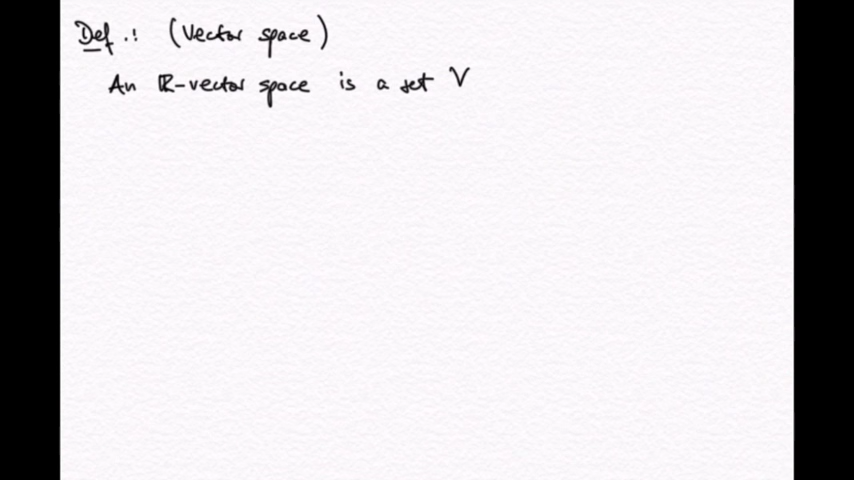 Def.: (Vector space)
An ℝ-vector space is a set V